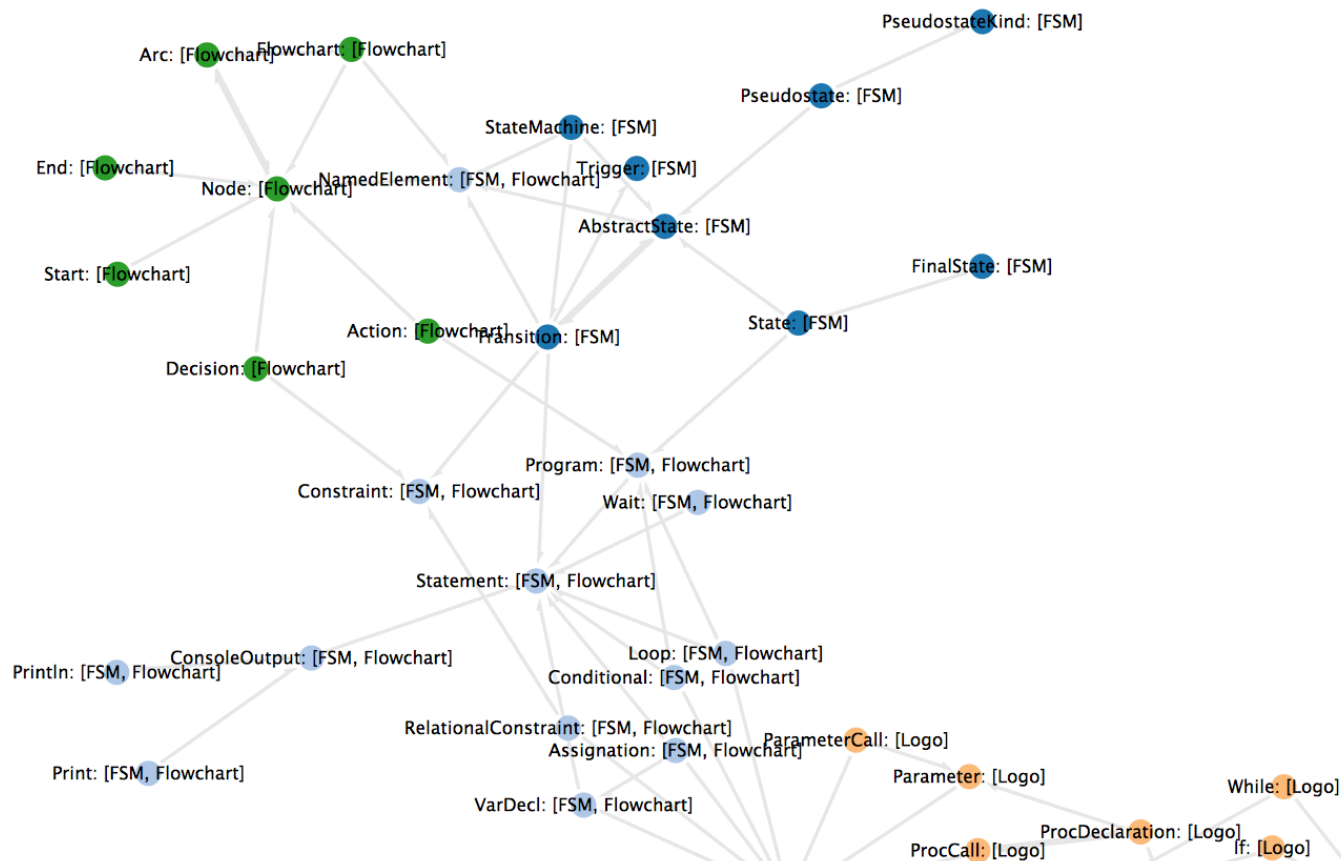 PseudostateKind: [FSM]
Arc: [Flowchart]
Flowchart: [Flowchart]
Pseudostate: [FSM]
StateMachine: [FSM]
End: [Flowchart]
Trigger: [FSM]
NamedElement: [FSM, Flowchart]
Node: [Flowchart]
AbstractState: [FSM]
Start: [Flowchart]
FinalState: [FSM]
Action: [Flowchart]
Transition: [FSM]
State: [FSM]
Decision: [Flowchart]
Program: [FSM, Flowchart]
Constraint: [FSM, Flowchart]
Wait: [FSM, Flowchart]
Statement: [FSM, Flowchart]
Println: [FSM, Flowchart]
ConsoleOutput: [FSM, Flowchart]
Loop: [FSM, Flowchart]
Conditional: [FSM, Flowchart]
RelationalConstraint: [FSM, Flowchart]
Assignation: [FSM, Flowchart]
ParameterCall: [Logo]
Print: [FSM, Flowchart]
Parameter: [Logo]
While: [Logo]
VarDecl: [FSM, Flowchart]
ProcDeclaration: [Logo]
ProcCall: [Logo]
If: [Logo]